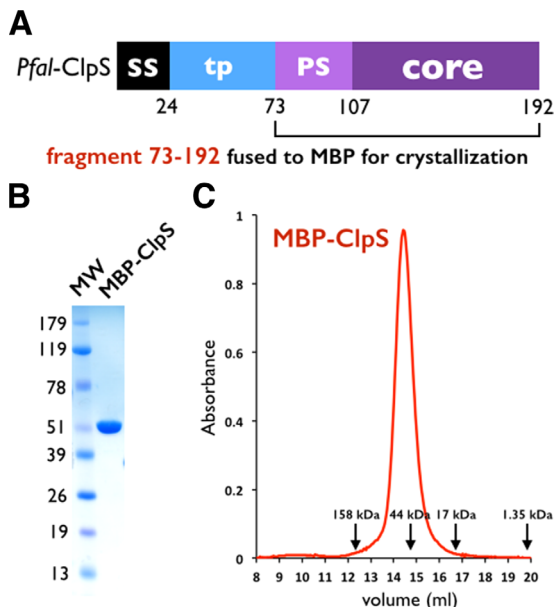 A
Pfal-ClpS SS tp PS core
24 73 107 192
fragment 73-192 fused to MBP for crystallization
B
MW MBP-ClpS
179
119
78
51
39
26
19
13
C
MBP-ClpS
Absorbance
1
0.8
0.6
0.4
0.2
0
158 kDa 44 kDa 17 kDa 1.35 kDa
8 9 10 11 12 13 14 15 16 17 18 19 20
volume (ml)